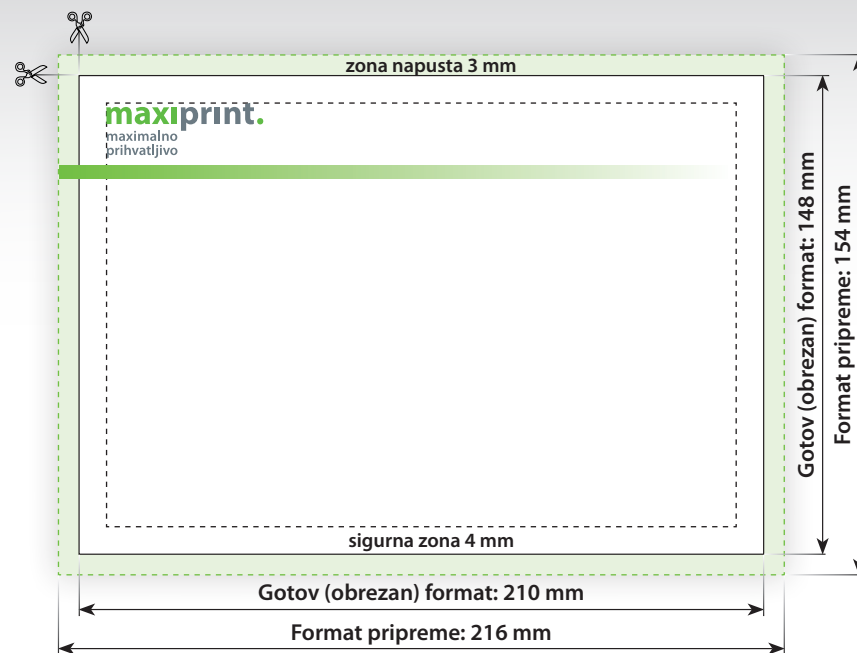 zona napusta 3 mm
maxiprint.
maximalno
prihvatljivo
sigurna zona 4 mm
Gotov (obrezan) format: 148 mm
Format pripreme: 154 mm
Gotov (obrezan) format: 210 mm
Format pripreme: 216 mm